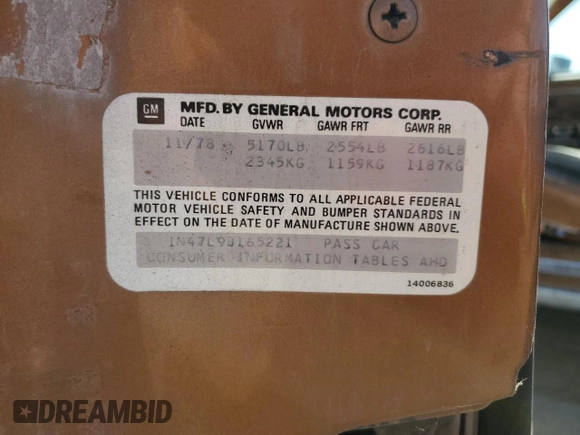 GM
MFD. BY GENERAL MOTORS CORP.
DATE GVWR GAWR FRT GAWR RR
11/78 5170LB 2554LB 2616LB
2345KG 1159KG 1187KG
THIS VEHICLE CONFORMS TO ALL APPLICABLE FEDERAL
MOTOR VEHICLE SAFETY AND BUMPER STANDARDS IN
EFFECT ON THE DATE OF MANUFACTURE SHOWN ABOVE.
1N47L9J165221 PASS CAR
CONSUMER INFORMATION TABLES AHD
14006836
DREAMBID